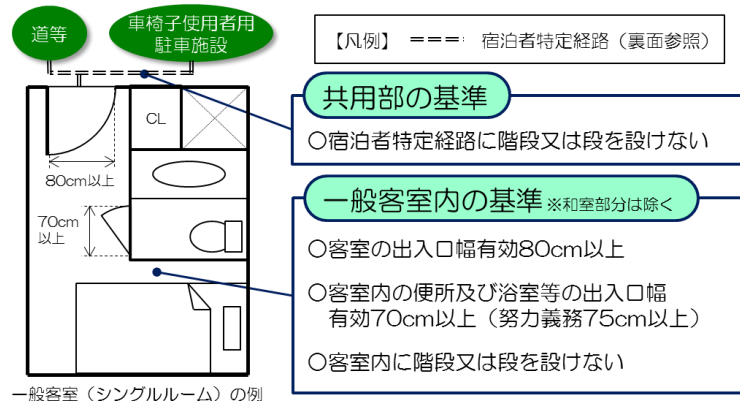 道等
車椅子使用者用
駐車施設
【凡例】 ＝＝＝ 宿泊者特定経路（裏面参照）
共用部の基準
○宿泊者特定経路に階段又は段を設けない
CL
80cm以上
70cm
以上
一般客室内の基準 ※和室部分は除く
○客室の出入口幅有効80cm以上
○客室内の便所及び浴室等の出入口幅
有効70cm以上（努力義務75cm以上）
○客室内に階段又は段を設けない
一般客室（シングルルーム）の例